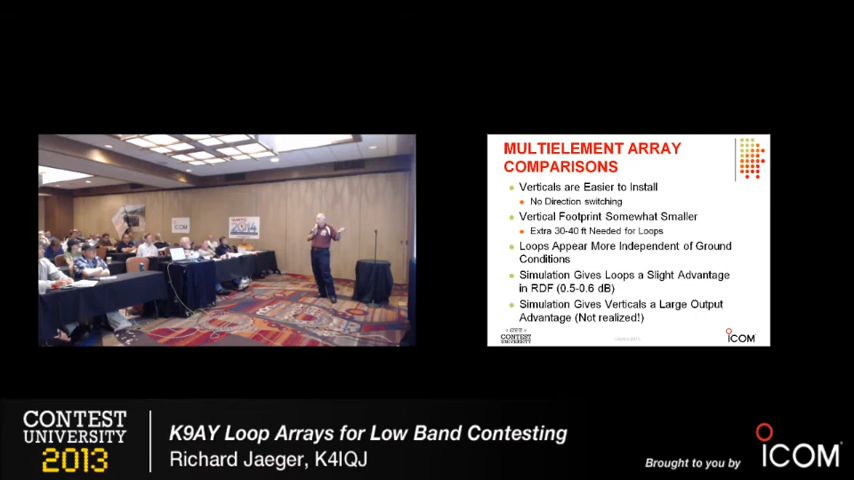 iCOM
2014
MULTIELEMENT ARRAY
COMPARISONS
Verticals are Easier to Install
No Direction switching
Vertical Footprint Somewhat Smaller
Extra 30-40 ft Needed for Loops
Loops Appear More Independent of Ground
Conditions
Simulation Gives Loops a Slight Advantage
in RDF (0.5-0.6 dB)
Simulation Gives Verticals a Large Output
Advantage (Not realized!)
CONTEST
UNIVERSITY
iCOM
CONTEST
UNIVERSITY
2013
K9AY Loop Arrays for Low Band Contesting
Richard Jaeger, K4IQJ
Brought to you by
iCOM